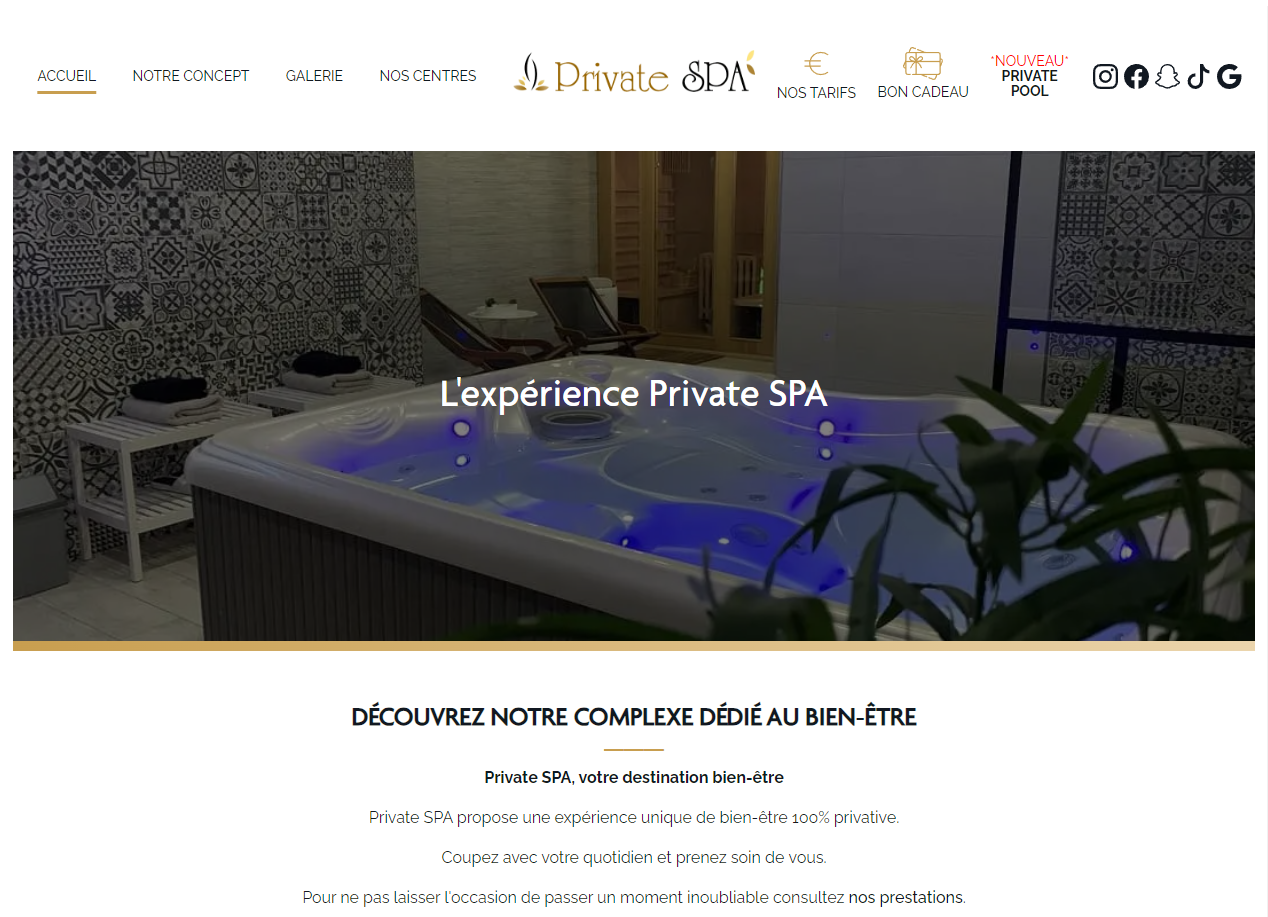 ACCUEIL
NOTRE CONCEPT
GALERIE
NOS CENTRES
Private SPA
NOS TARIFS
BON CADEAU
*NOUVEAU*
PRIVATE
POOL
L'expérience Private SPA
DÉCOUVREZ NOTRE COMPLEXE DÉDIÉ AU BIEN-ÊTRE
Private SPA, votre destination bien-être
Private SPA propose une expérience unique de bien-être 100% privative.
Coupez avec votre quotidien et prenez soin de vous.
Pour ne pas laisser l'occasion de passer un moment inoubliable consultez nos prestations.